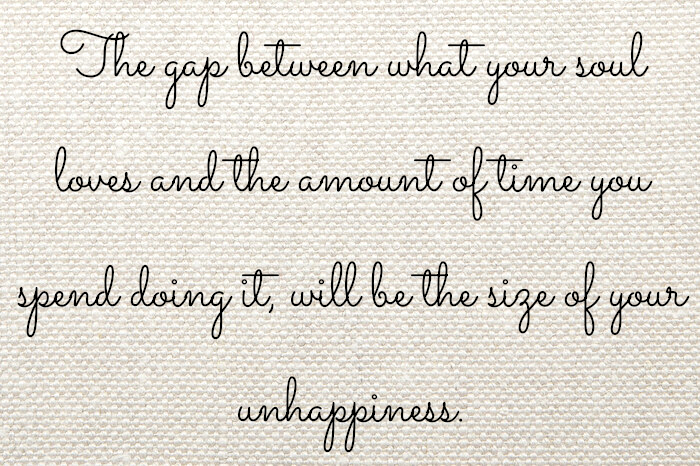 The gap between what your soul
loves and the amount of time you
spend doing it, will be the size of your
unhappiness.